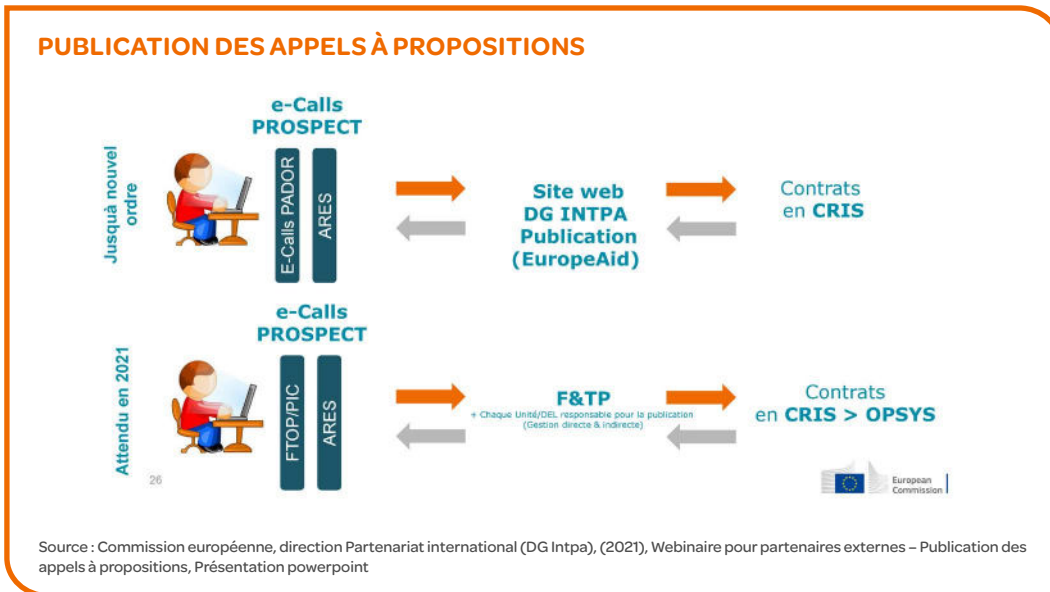 PUBLICATION DES APPELS À PROPOSITIONS
Jusquà nouvel
ordre
e-Calls
PROSPECT
E-Calls PADOR
ARES
Site web
DG INTPA
Publication
(EuropeAid)
Contrats
en CRIS
Attendu en 2021
e-Calls
PROSPECT
FTOP/PIC
ARES
F&TP
+ Chaque Unité/DEL responsable pour la publication
(Gestion directe & indirecte)
Contrats
en CRIS > OPSYS
26
European
Commission
Source : Commission européenne, direction Partenariat international (DG Intpa), (2021), Webinaire pour partenaires externes – Publication des
appels à propositions, Présentation powerpoint